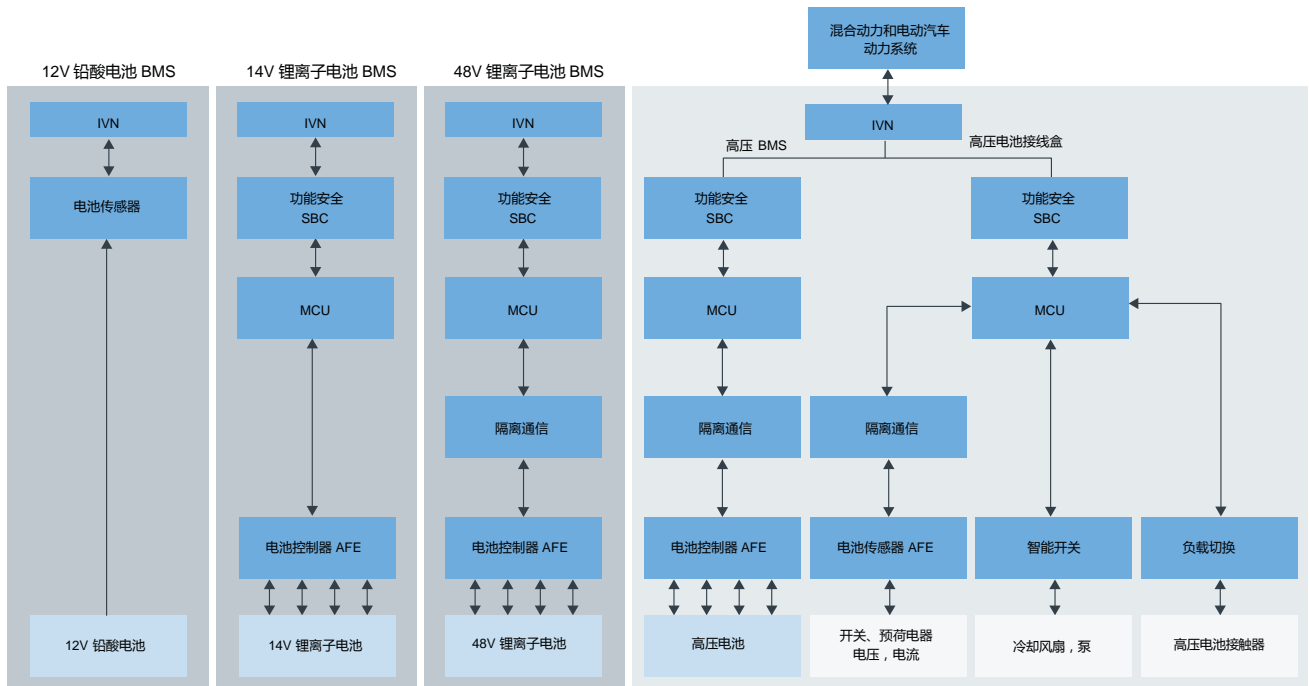 混合动力和电动汽车
动力系统
12V 铅酸电池 BMS
14V 锂离子电池 BMS
48V 锂离子电池 BMS
IVN
IVN
IVN
IVN
高压 BMS
高压电池接线盒
电池传感器
功能安全
SBC
功能安全
SBC
功能安全
SBC
功能安全
SBC
MCU
MCU
MCU
MCU
隔离通信
隔离通信
隔离通信
电池控制器 AFE
电池控制器 AFE
电池控制器 AFE
电池传感器 AFE
智能开关
负载切换
12V 铅酸电池
14V 锂离子电池
48V 锂离子电池
高压电池
开关、预荷电器
电压，电流
冷却风扇，泵
高压电池接触器